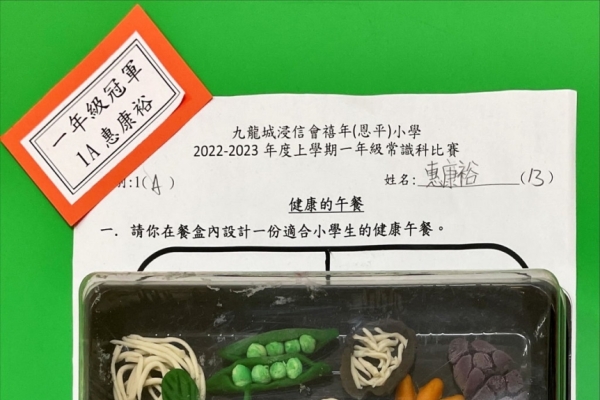 一年級冠軍
1A 惠康裕
九龍城浸信會禧年(恩平)小學
2022-2023 年度上學期一年級常識科比賽
別:1(A) 姓名:惠康裕(13)
健康的午餐
一. 請你在餐盒內設計一份適合小學生的健康午餐。